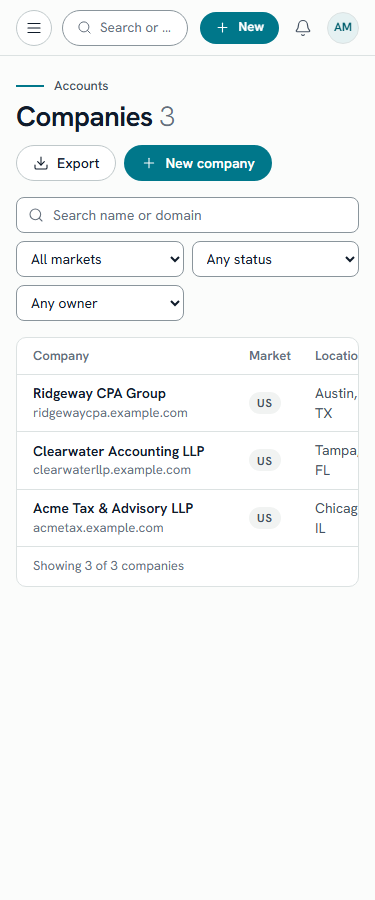 Search or ...
New
AM
Accounts
Companies 3
Export
New company
Search name or domain
All markets
Any status
Any owner
Company Market Locatio
Ridgeway CPA Group
ridgewaycpa.example.com
US
Austin,
TX
Clearwater Accounting LLP
clearwaterllp.example.com
US
Tampa,
FL
Acme Tax & Advisory LLP
acmetax.example.com
US
Chicag
IL
Showing 3 of 3 companies